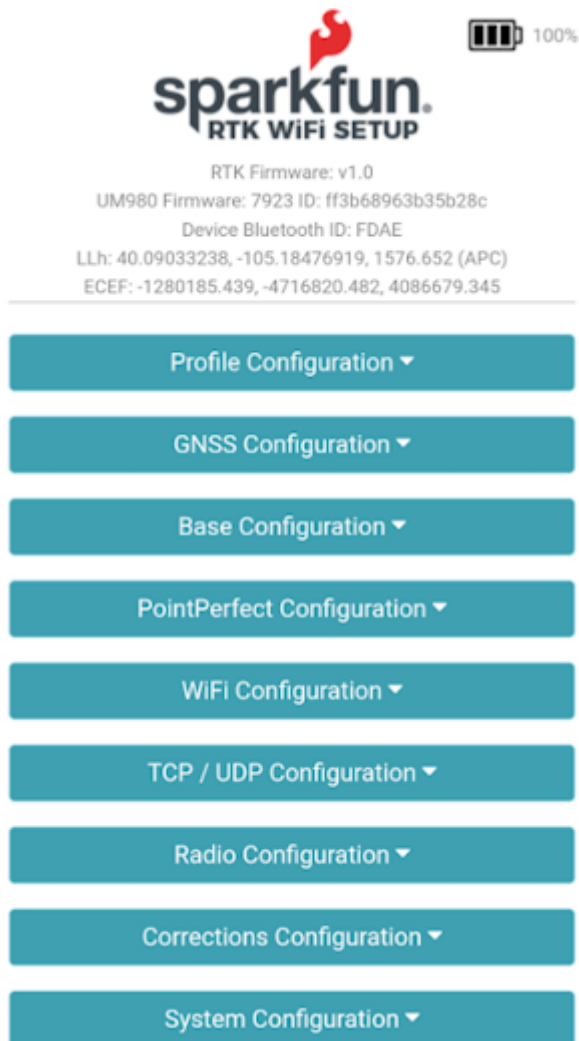 100%
sparkfun.
RTK WiFi SETUP
RTK Firmware: v1.0
UM980 Firmware: 7923 ID: ff3b68963b35b28c
Device Bluetooth ID: FDAE
LLh: 40.09033238, -105.18476919, 1576.652 (APC)
ECEF: -1280185.439, -4716820.482, 4086679.345
Profile Configuration
GNSS Configuration
Base Configuration
PointPerfect Configuration
WiFi Configuration
TCP / UDP Configuration
Radio Configuration
Corrections Configuration
System Configuration